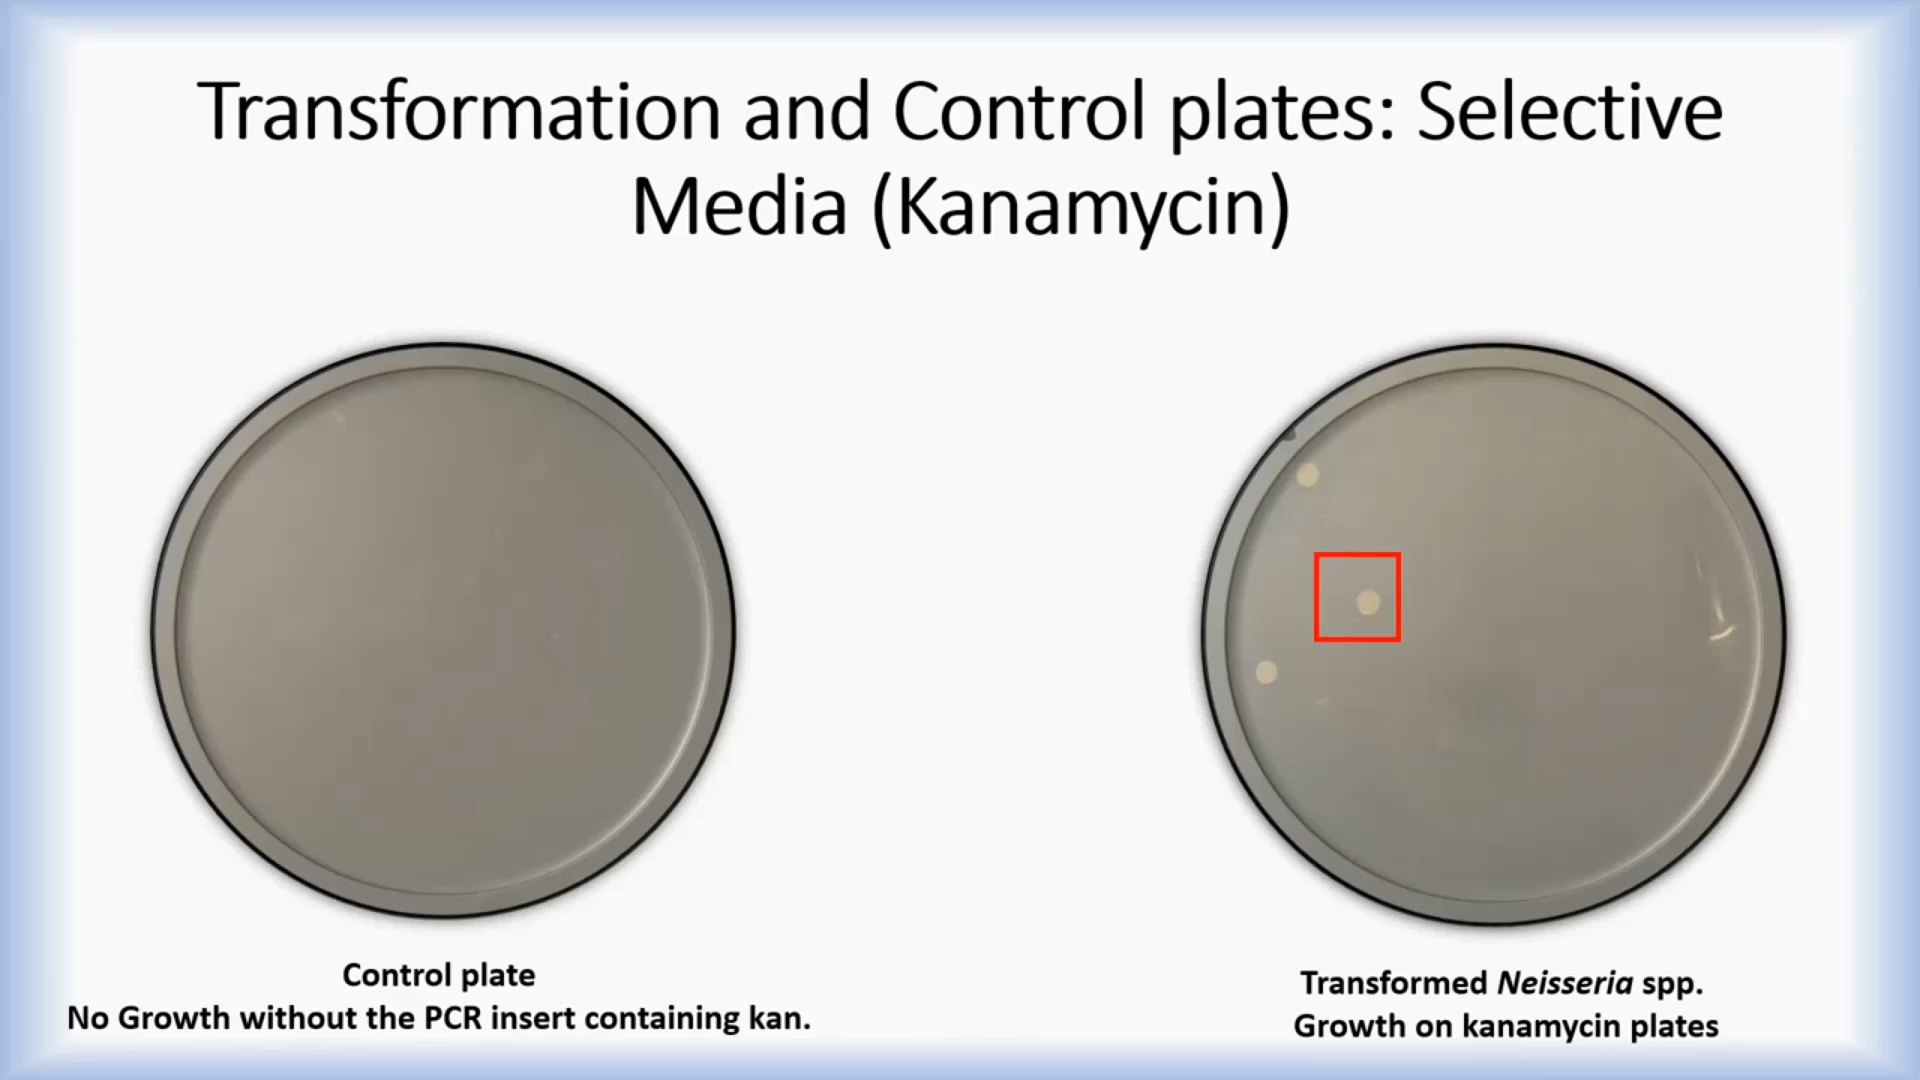 Transformation and Control plates: Selective
Media (Kanamycin)
Control plate
No Growth without the PCR insert containing kan.
Transformed Neisseria spp.
Growth on kanamycin plates